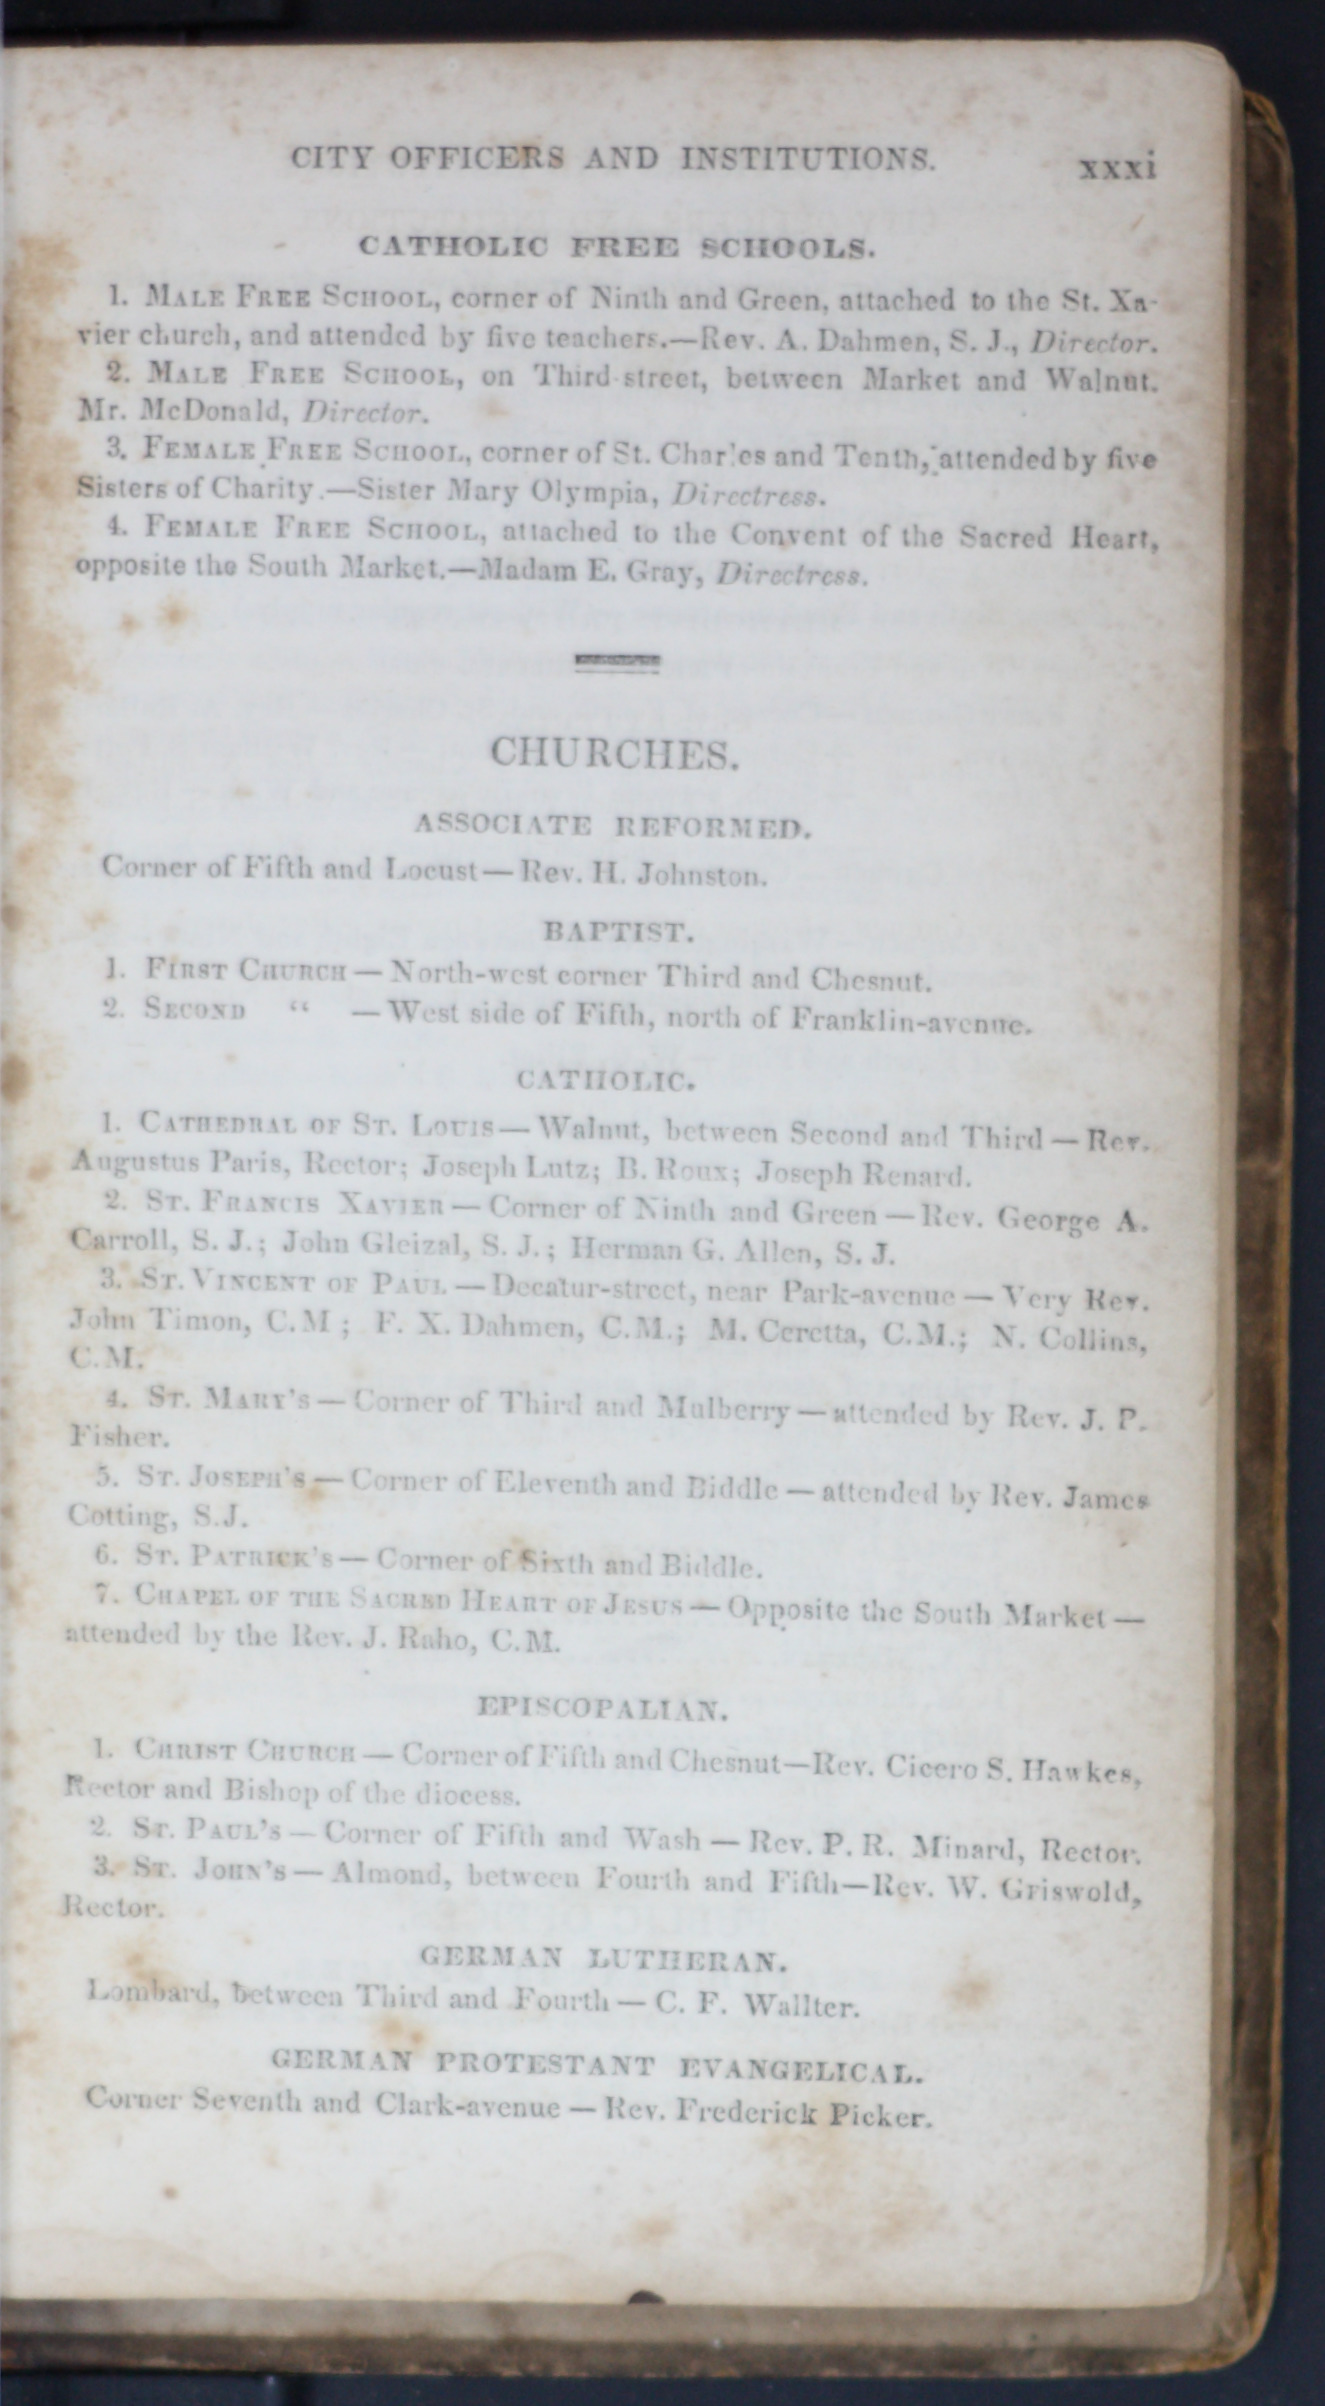 CITY OFFICERS AND INSTITUTIONS. xxxi
CATHOLIC FREE SCHOOLS.
1. MALE FREE SCHOOL, corner of Ninth and Green, attached to the St. Xa-
vier church, and attended by five teachers.—Rev. A. Dahmen, S. J., Director.
2. MALE FREE SCHOOL, on Third-street, between Market and Walnut.
Mr. McDonald, Director.
3. FEMALE FREE SCHOOL, corner of St. Charles and Tenth, attended by five
Sisters of Charity.—Sister Mary Olympia, Directress.
4. FEMALE FREE SCHOOL, attached to the Convent of the Sacred Heart,
opposite the South Market.—Madam E. Gray, Directress.
CHURCHES.
ASSOCIATE REFORMED.
Corner of Fifth and Locust—Rev. H. Johnston.
BAPTIST.
1. FIRST CHURCH—North-west corner Third and Chesnut.
2. SECOND “ —West side of Fifth, north of Franklin-avenue.
CATHOLIC.
1. CATHEDRAL OF ST. LOUIS—Walnut, between Second and Third—Rev.
Augustus Paris, Rector; Joseph Lutz; B. Roux; Joseph Renard.
2. ST. FRANCIS XAVIER—Corner of Ninth and Green—Rev. George A.
Carroll, S. J.; John Gleizal, S. J.; Herman G. Allen, S. J.
3. ST. VINCENT OF PAUL—Decatur-street, near Park-avenue—Very Rev.
John Timon, C.M; F. X. Dahmen, C.M.; M. Ceretta, C.M.; N. Collins,
C.M.
4. ST. MARY'S—Corner of Third and Mulberry—attended by Rev. J. P.
Fisher.
5. ST. JOSEPH'S—Corner of Eleventh and Biddle—attended by Rev. James
Cotting, S.J.
6. ST. PATRICK'S—Corner of Sixth and Biddle.
7. CHAPEL OF THE SACRED HEART OF JESUS—Opposite the South Market—
attended by the Rev. J. Raho, C.M.
EPISCOPALIAN.
1. CHRIST CHURCH—Corner of Fifth and Chesnut—Rev. Cicero S. Hawkes,
Rector and Bishop of the diocess.
2. ST. PAUL'S—Corner of Fifth and Wash—Rev. P. R. Minard, Rector.
3. ST. JOHN'S—Almond, between Fourth and Fifth—Rev. W. Griswold,
Rector.
GERMAN LUTHERAN.
Lombard, between Third and Fourth—C. F. Wallter.
GERMAN PROTESTANT EVANGELICAL.
Corner Seventh and Clark-avenue—Rev. Frederick Picker.